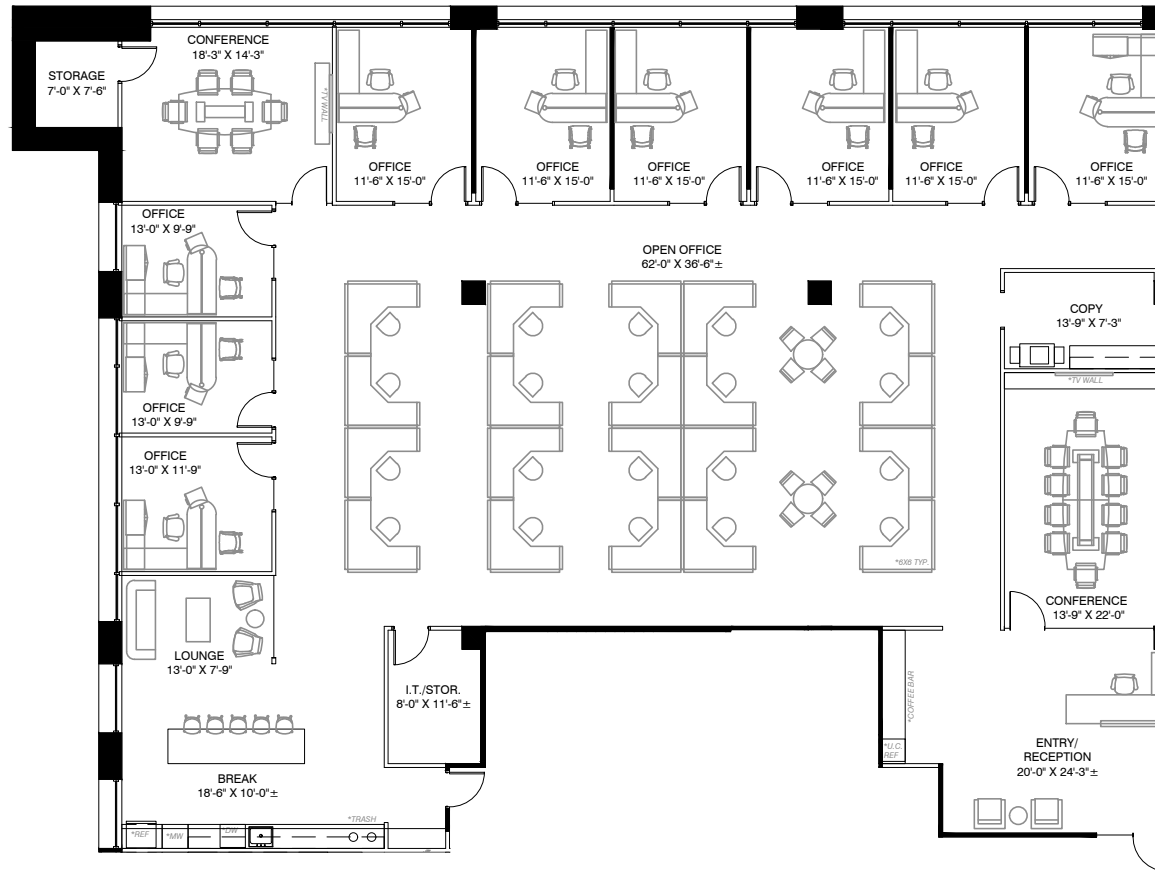 CONFERENCE
18'-3" X 14'-3"
STORAGE
7'-0" X 7'-6"
*TV WALL
OFFICE
11'-6" X 15'-0"
OFFICE
11'-6" X 15'-0"
OFFICE
11'-6" X 15'-0"
OFFICE
11'-6" X 15'-0"
OFFICE
11'-6" X 15'-0"
OFFICE
11'-6" X 15'-0"
OFFICE
13'-0" X 9'-9"
OPEN OFFICE
62'-0" X 36'-6"±
COPY
13'-9" X 7'-3"
*TV WALL
OFFICE
13'-0" X 9'-9"
OFFICE
13'-0" X 11'-9"
*6X6 TYP.
CONFERENCE
13'-9" X 22'-0"
LOUNGE
13'-0" X 7'-9"
I.T./STOR.
8'-0" X 11'-6"±
*COFFEE BAR
*U.C.
REF
ENTRY/
RECEPTION
20'-0" X 24'-3"±
BREAK
18'-6" X 10'-0"±
*TRASH
*REF
*MW
DW